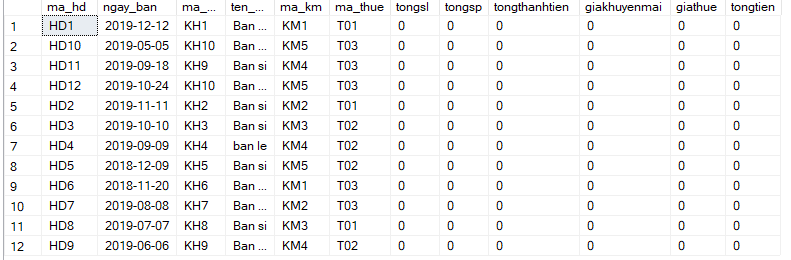 ma_hd ngay_ban ma_... ten_... ma_km ma_thue tongsl tongsp tongthanhtien giakhuyenmai giathue tongtien
1 HD1 2019-12-12 KH1 Ban ... KM1 T01 0 0 0 0 0 0
2 HD10 2019-05-05 KH10 Ban ... KM5 T03 0 0 0 0 0 0
3 HD11 2019-09-18 KH9 Ban si KM4 T03 0 0 0 0 0 0
4 HD12 2019-10-24 KH10 Ban ... KM5 T03 0 0 0 0 0 0
5 HD2 2019-11-11 KH2 Ban si KM2 T01 0 0 0 0 0 0
6 HD3 2019-10-10 KH3 Ban si KM3 T02 0 0 0 0 0 0
7 HD4 2019-09-09 KH4 ban le KM4 T02 0 0 0 0 0 0
8 HD5 2018-12-09 KH5 Ban si KM5 T02 0 0 0 0 0 0
9 HD6 2018-11-20 KH6 Ban ... KM1 T03 0 0 0 0 0 0
10 HD7 2019-08-08 KH7 Ban ... KM2 T03 0 0 0 0 0 0
11 HD8 2019-07-07 KH8 Ban si KM3 T01 0 0 0 0 0 0
12 HD9 2019-06-06 KH9 Ban ... KM4 T02 0 0 0 0 0 0